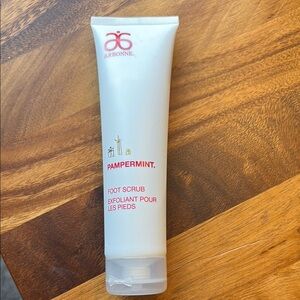 ARBONNE
PAMPERMINT.
FOOT SCRUB
EXFOLIANT POUR
LES PIEDS